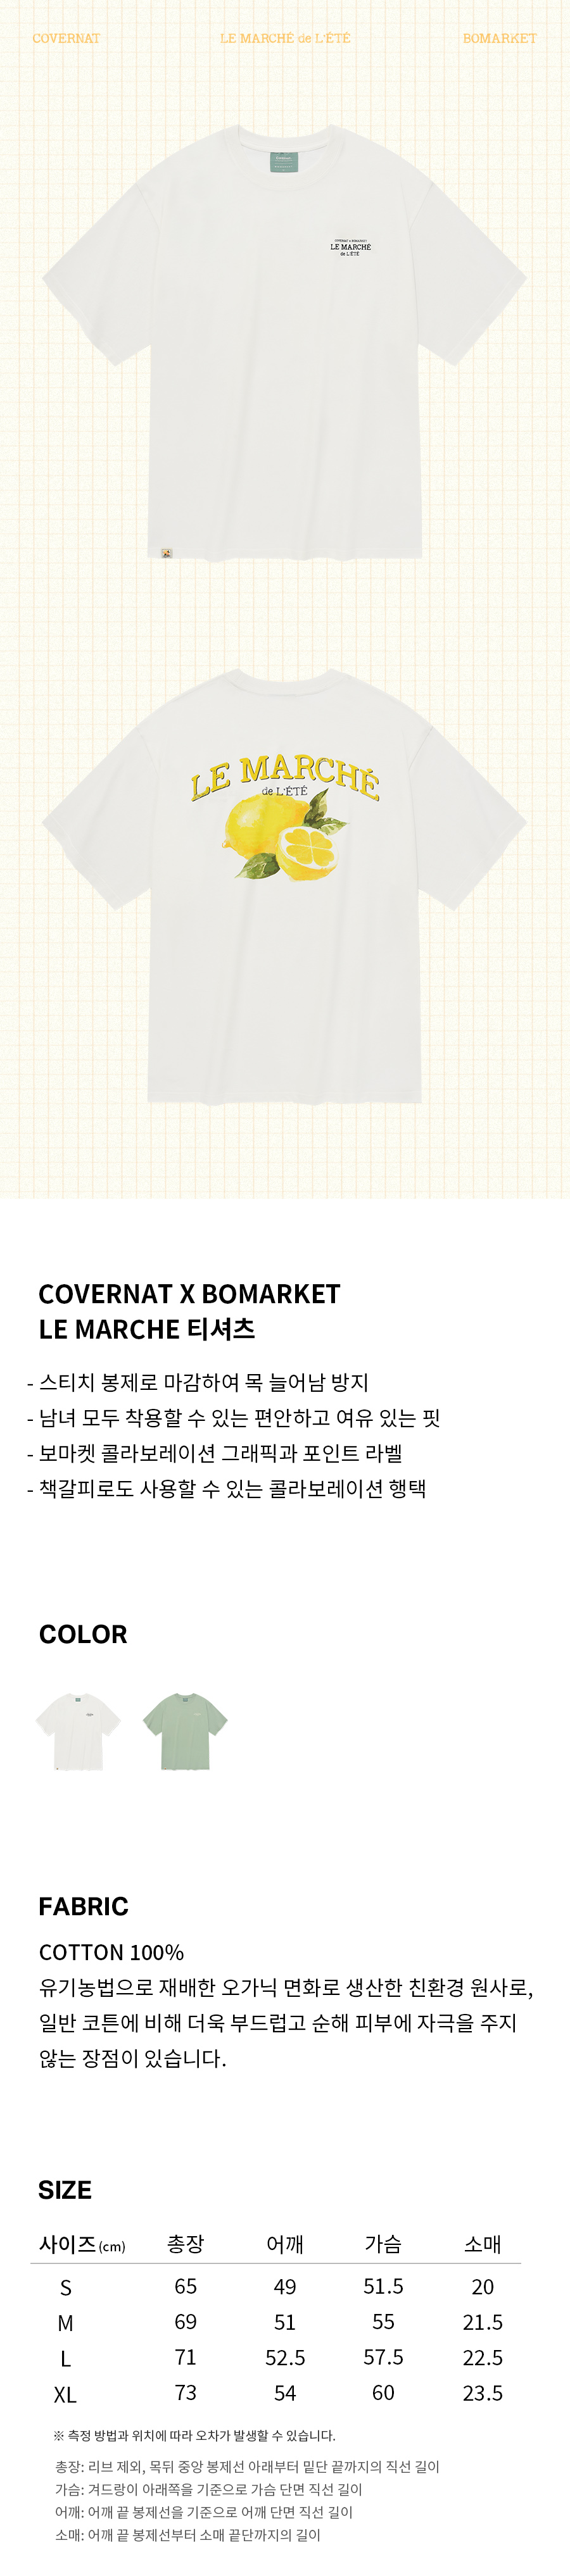 COVERNAT LE MARCHÉ de L'ÉTÉ BOMARKET
COVERNAT x BOMARKET
LE MARCHÉ
de L'ÉTÉ
LE MARCHÉ
de L'ÉTÉ
COVERNAT X BOMARKET
LE MARCHE 티셔츠
- 스티치 봉제로 마감하여 목 늘어남 방지
- 남녀 모두 착용할 수 있는 편안하고 여유 있는 핏
- 보마켓 콜라보레이션 그래픽과 포인트 라벨
- 책갈피로도 사용할 수 있는 콜라보레이션 행택
COLOR
FABRIC
COTTON 100%
유기농법으로 재배한 오가닉 면화로 생산한 친환경 원사로,
일반 코튼에 비해 더욱 부드럽고 순해 피부에 자극을 주지
않는 장점이 있습니다.
SIZE
사이즈(cm) 총장 어깨 가슴 소매
S 65 49 51.5 20
M 69 51 55 21.5
L 71 52.5 57.5 22.5
XL 73 54 60 23.5
※ 측정 방법과 위치에 따라 오차가 발생할 수 있습니다.
총장: 리브 제외, 목뒤 중앙 봉제선 아래부터 밑단 끝까지의 직선 길이
가슴: 겨드랑이 아래쪽을 기준으로 가슴 단면 직선 길이
어깨: 어깨 끝 봉제선을 기준으로 어깨 단면 직선 길이
소매: 어깨 끝 봉제선부터 소매 끝단까지의 길이